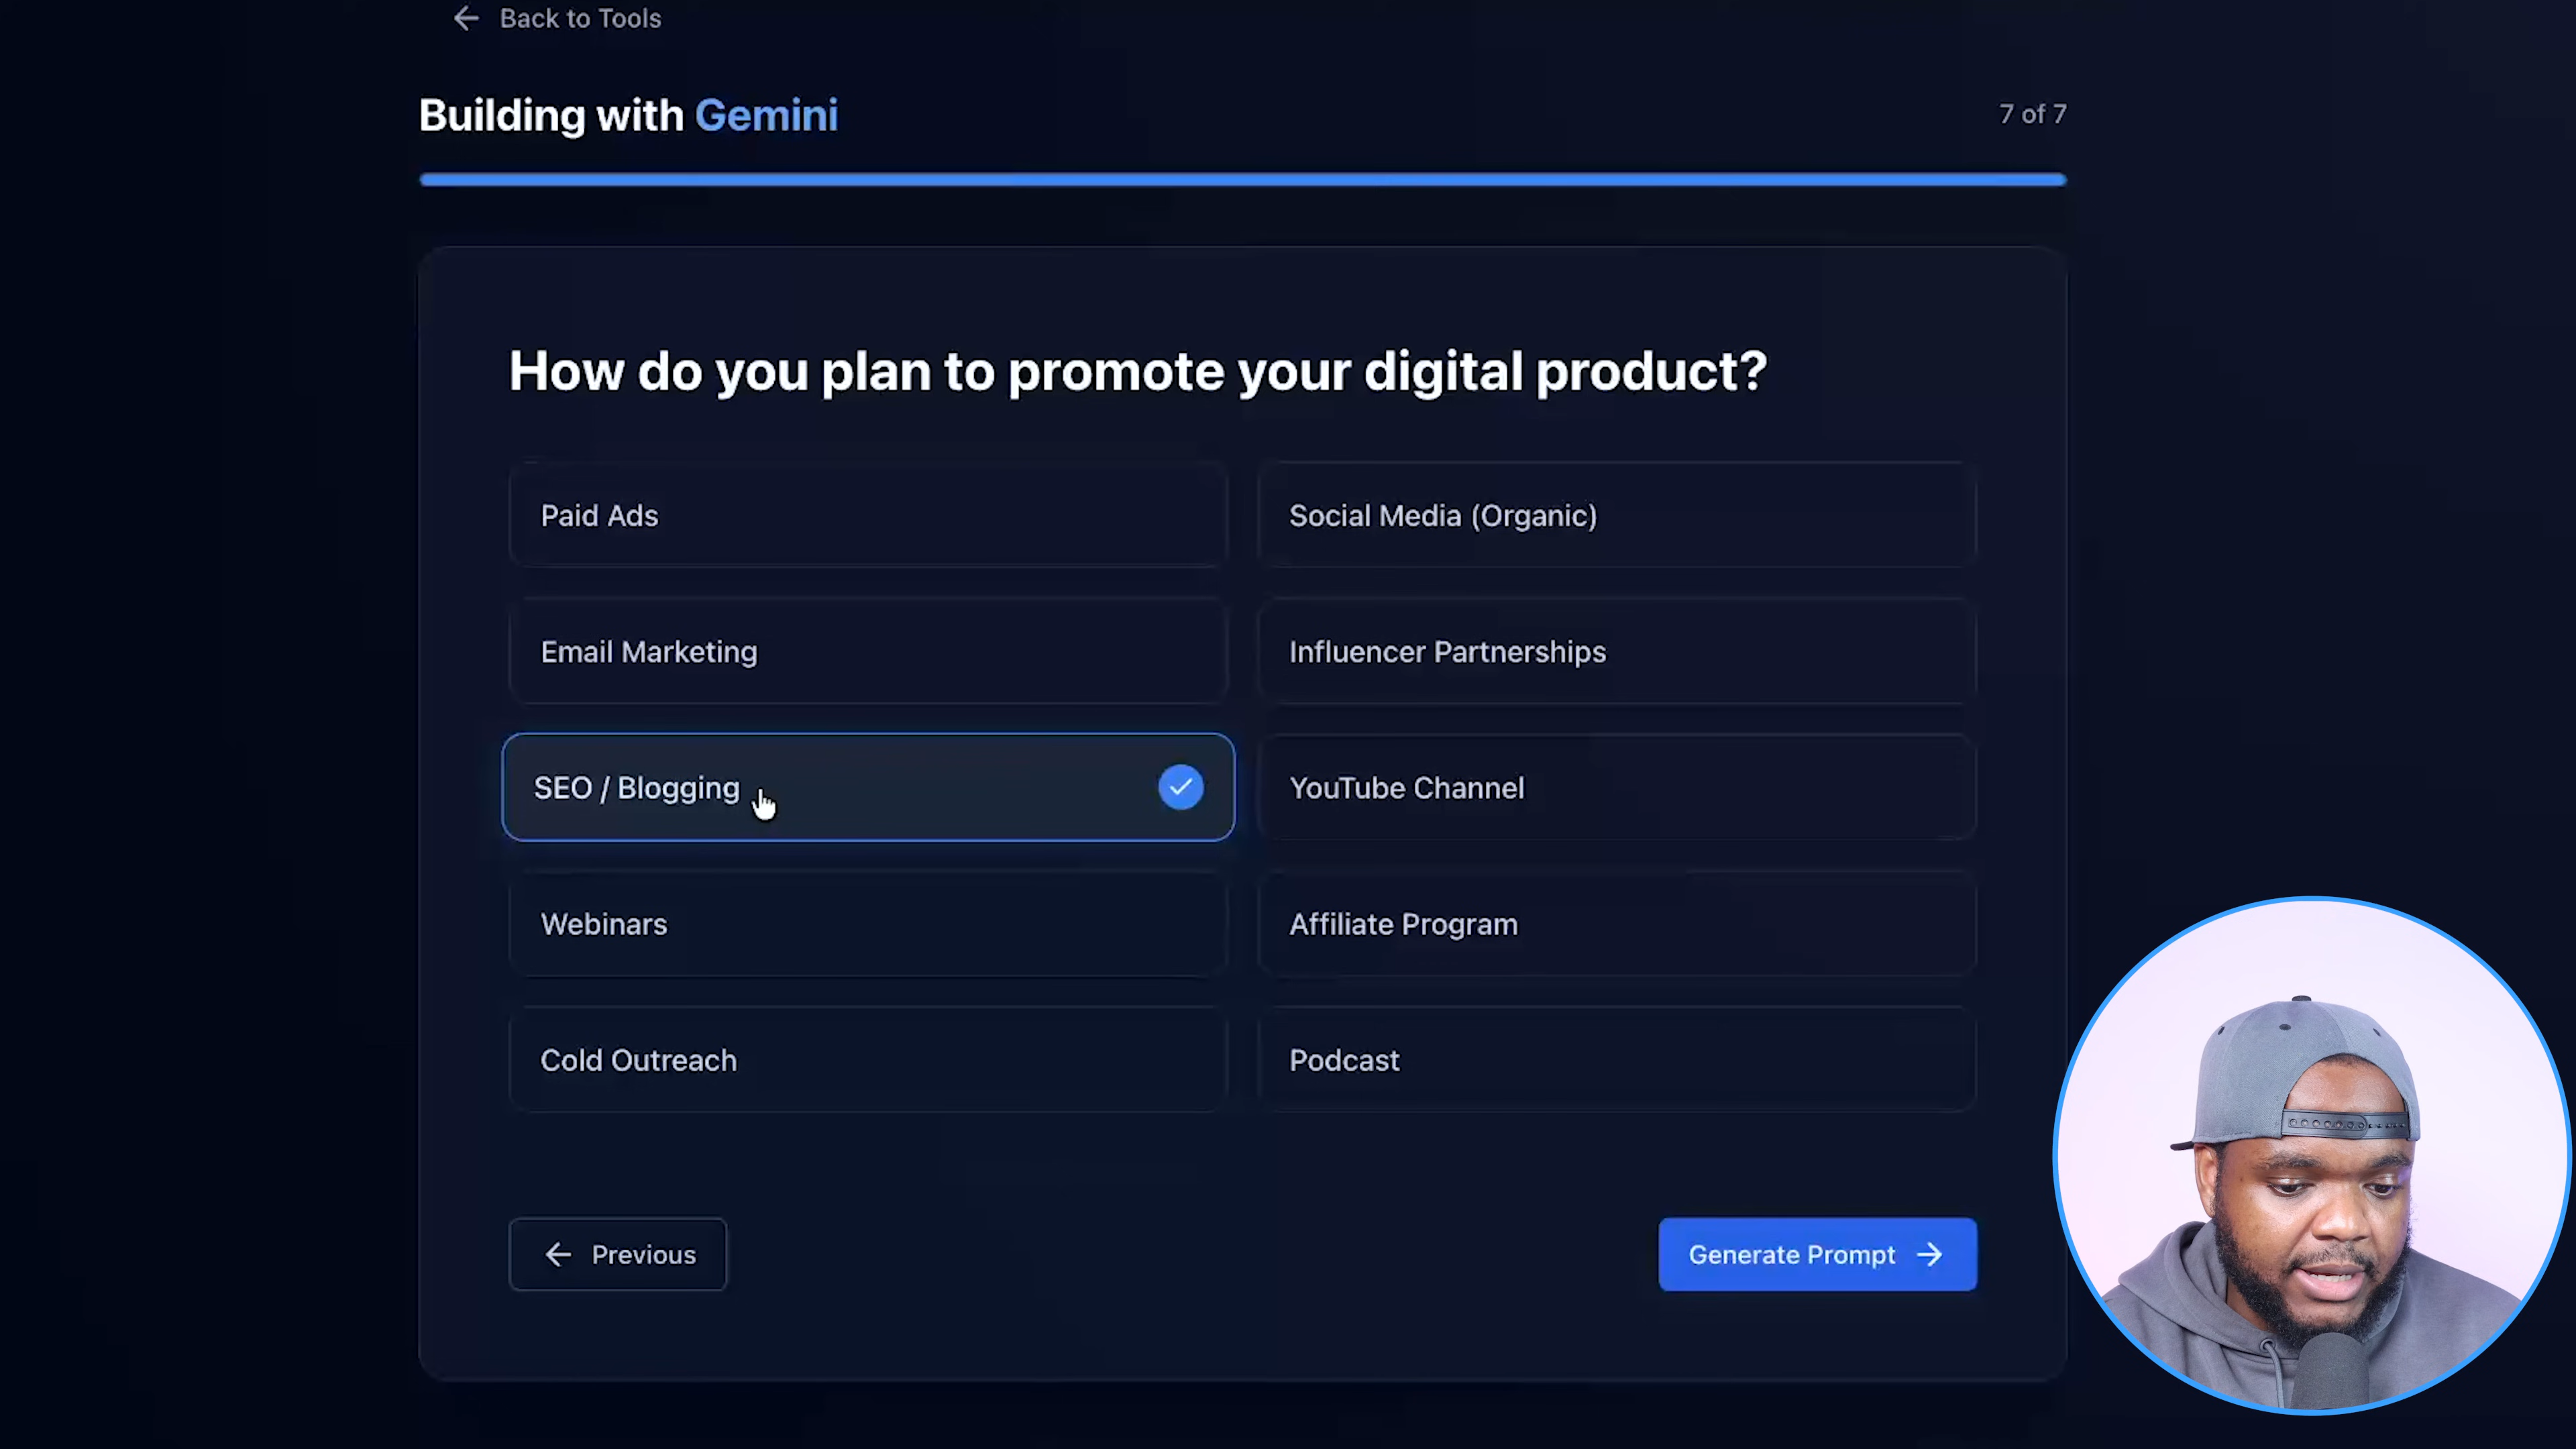 Back to Tools
Building with Gemini
7 of 7
How do you plan to promote your digital product?
Paid Ads
Social Media (Organic)
Email Marketing
Influencer Partnerships
SEO / Blogging
YouTube Channel
Webinars
Affiliate Program
Cold Outreach
Podcast
Previous
Generate Prompt